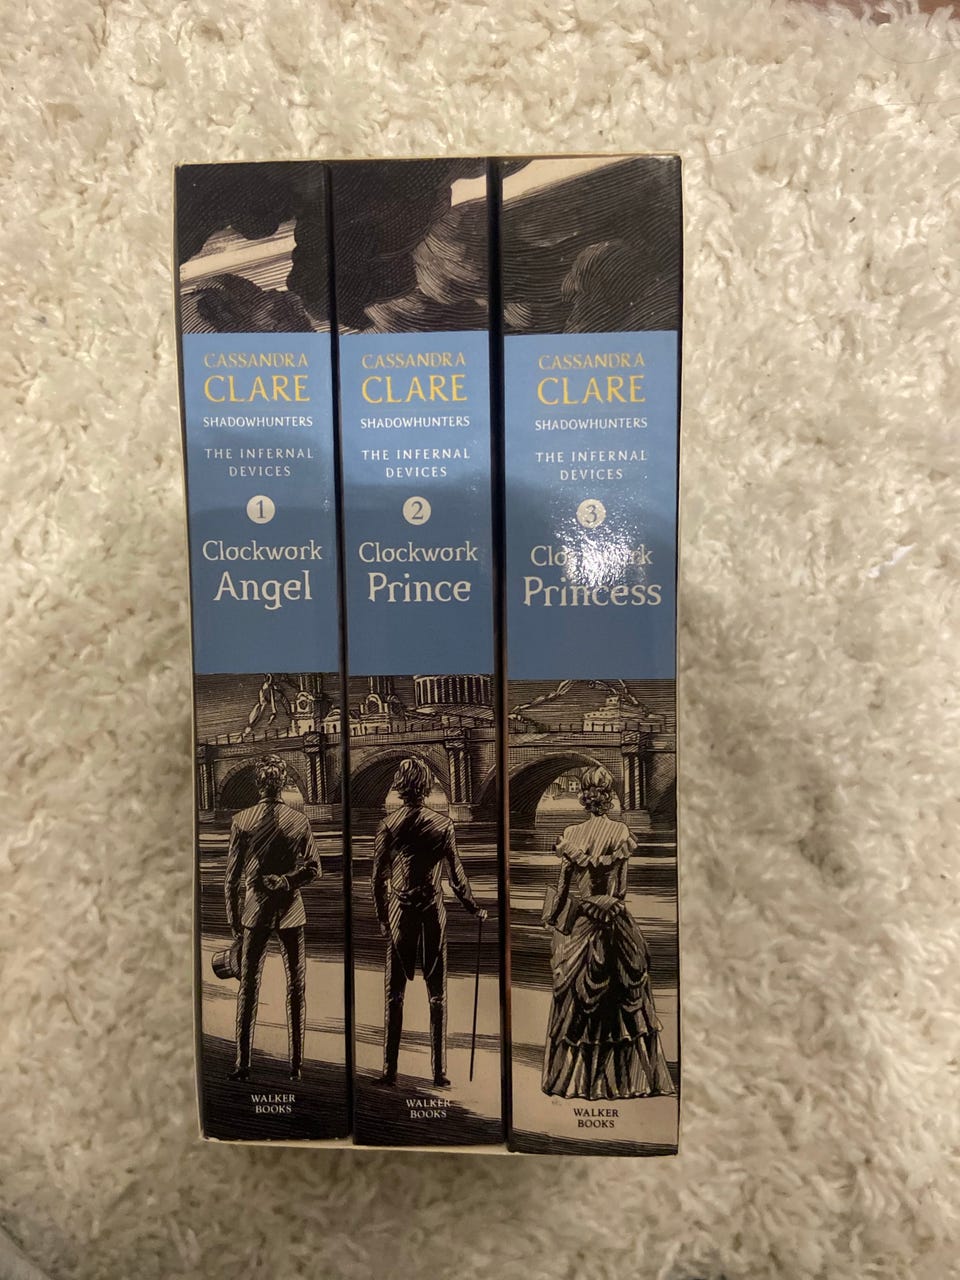 CASSANDRA
CLARE
SHADOWHUNTERS
THE INFERNAL
DEVICES
1
Clockwork
Angel
WALKER
BOOKS
CASSANDRA
CLARE
SHADOWHUNTERS
THE INFERNAL
DEVICES
2
Clockwork
Prince
WALKER
BOOKS
CASSANDRA
CLARE
SHADOWHUNTERS
THE INFERNAL
DEVICES
3
Clockwork
Princess
WALKER
BOOKS